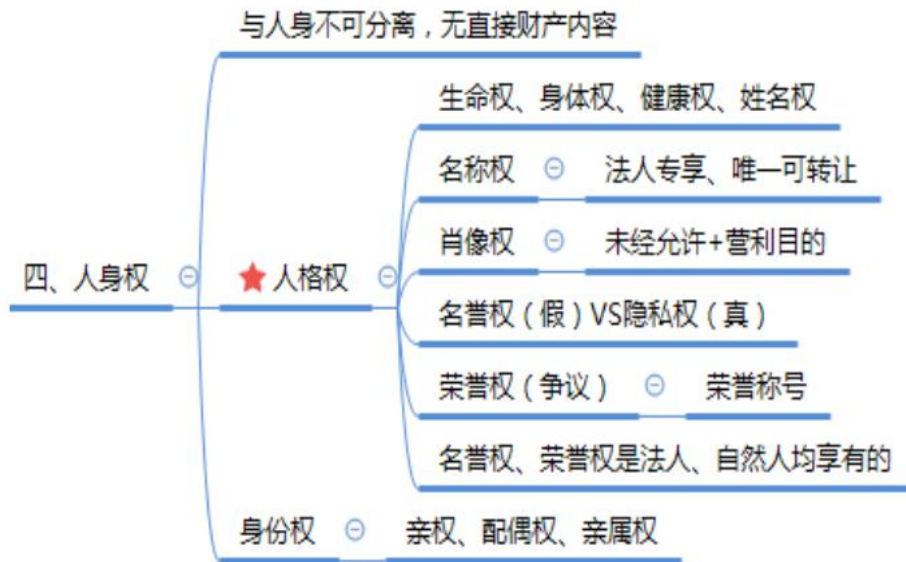 与人身不可分离，无直接财产内容
生命权、身体权、健康权、姓名权
名称权
法人专享、唯一可转让
肖像权
未经允许+营利目的
四、人身权
人格权
名誉权（假）VS隐私权（真）
荣誉权（争议）
荣誉称号
名誉权、荣誉权是法人、自然人均享有的
身份权
亲权、配偶权、亲属权